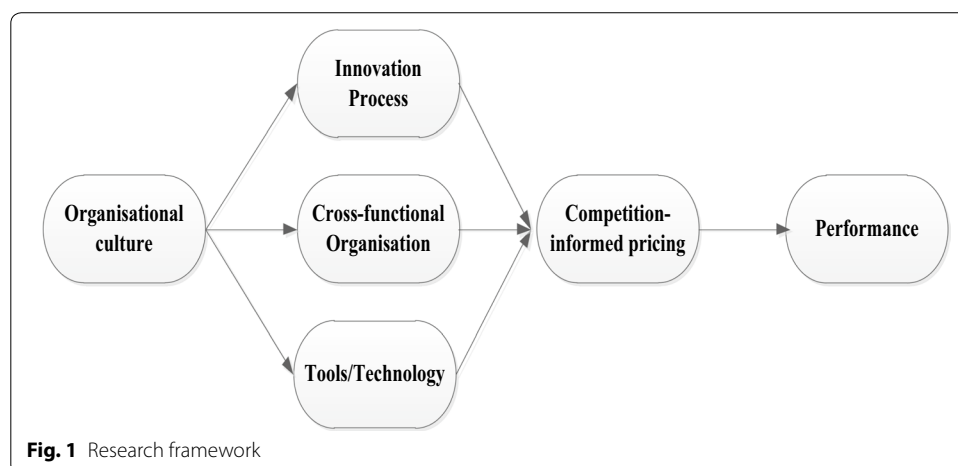 Innovation
Process
Organisational
culture
Cross-functional
Organisation
Competition-
informed pricing
Performance
Tools/Technology
Fig. 1 Research framework